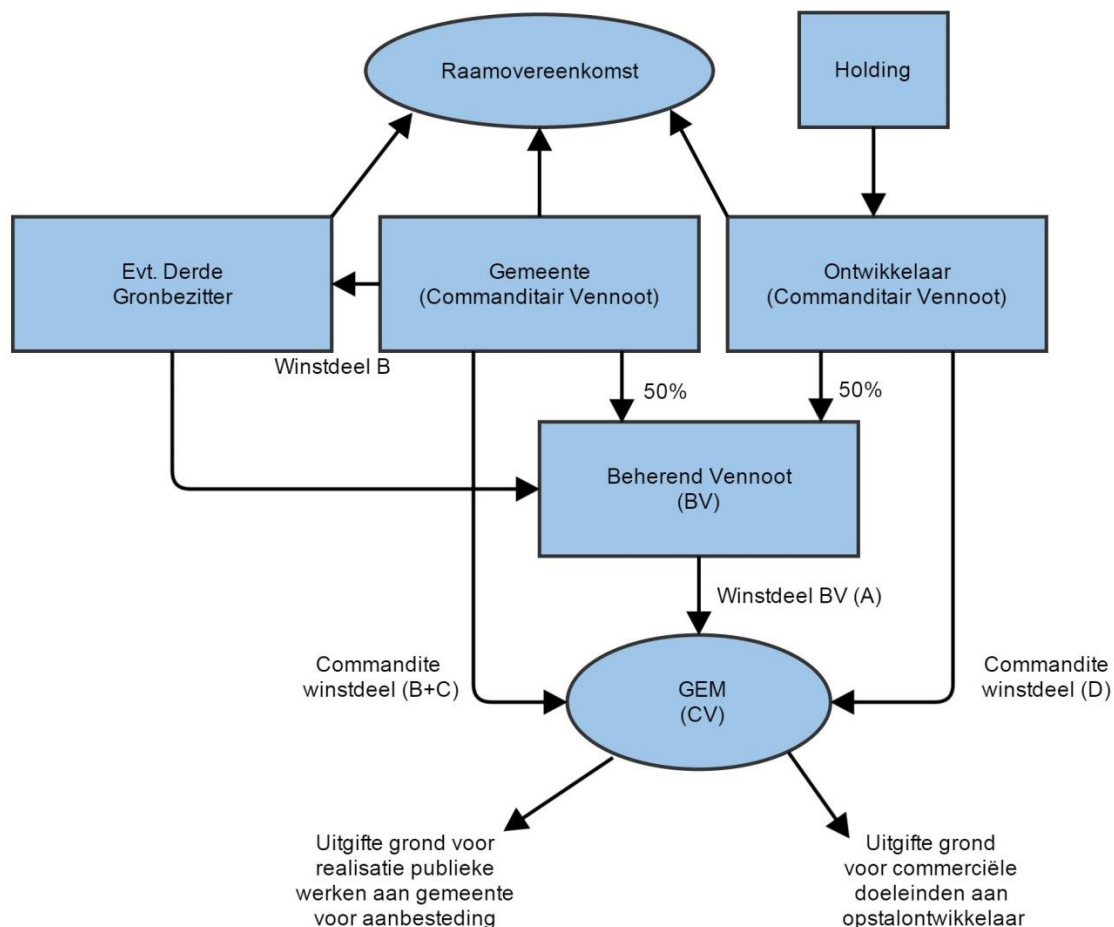 Raamovereenkomst
Holding
Evt. Derde
Gronbezitter
Gemeente
(Commanditair Vennoot)
Ontwikkelaar
(Commanditair Vennoot)
Winstdeel B
50%
50%
Beherend Vennoot
(BV)
Winstdeel BV (A)
Commandite
winstdeel (B+C)
GEM
(CV)
Commandite
winstdeel (D)
Uitgifte grond voor
realisatie publieke
werken aan gemeente
voor aanbesteding
Uitgifte grond
voor commerciële
doeleinden aan
opstalontwikkelaar